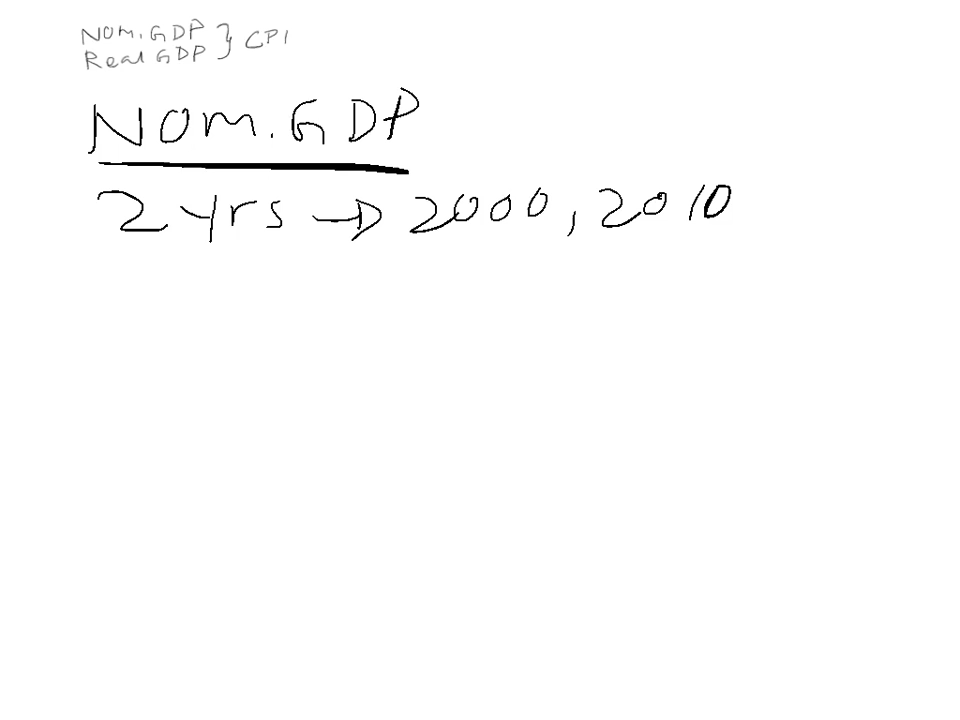 Nom. GDP } CPI
Real GDP
Nom. GDP
2 yrs → 2000, 2010